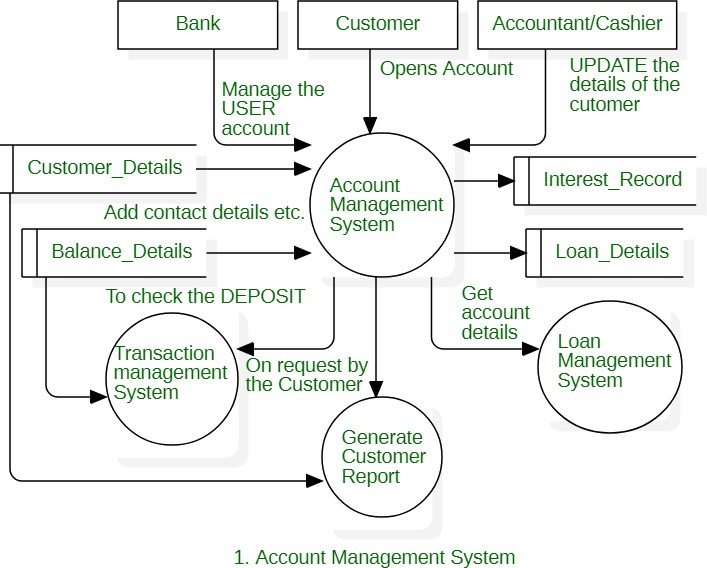 Bank
Customer
Accountant/Cashier
Opens Account
UPDATE the
details of the
cutomer
Manage the
USER
account
Customer_Details
Account
Management
System
Interest_Record
Add contact details etc.
Balance_Details
Loan_Details
To check the DEPOSIT
Get
account
details
Transaction
management
System
On request by
the Customer
Loan
Management
System
Generate
Customer
Report
1. Account Management System